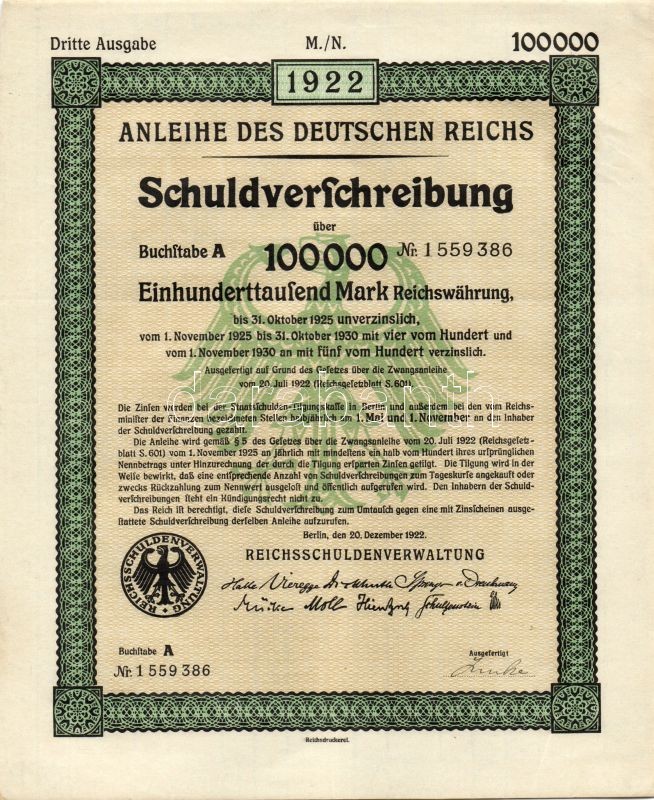 Dritte Ausgabe M./N. 100000
1922
ANLEIHE DES DEUTSCHEN REICHS
Schuldverſchreibung
über
Buchſtabe A 100000 Nr. 1559386
Einhunderttauſend Mark Reichswährung,
bis 31. Oktober 1925 unverzinslich,
vom 1. November 1925 bis 31. Oktober 1930 mit vier vom Hundert und
vom 1. November 1930 an mit fünf vom Hundert verzinslich.
Ausgefertigt auf Grund des Geſetzes über die Zwangsanleihe
vom 20. Juli 1922 (Reichsgeſetzblatt S. 601).
Die Zinſen werden bei der Staatsſchulden-Tilgungskaſſe in Berlin und außerdem bei den vom Reichs-
miniſter der Finanzen bezeichneten Stellen halbjährlich am 1. Mai und 1. November an den Inhaber
der Schuldverſchreibung gezahlt.
Die Anleihe wird gemäß § 5 des Geſetzes über die Zwangsanleihe vom 20. Juli 1922 (Reichsgeſetz-
blatt S. 601) vom 1. November 1925 an jährlich mit mindeſtens ein halb vom Hundert ihres urſprünglichen
Nennbetrags unter Hinzurechnung der durch die Tilgung erſparten Zinſen getilgt. Die Tilgung wird in der
Weiſe bewirkt, daß eine entſprechende Anzahl von Schuldverſchreibungen zum Tageskurſe angekauft oder
zwecks Rückzahlung zum Nennwert ausgeloſt und öffentlich aufgerufen wird. Den Inhabern der Schuld-
verſchreibungen ſteht ein Kündigungsrecht nicht zu.
Das Reich iſt berechtigt, dieſe Schuldverſchreibung zum Umtauſch gegen eine mit Zinsſcheinen ausge-
ſtattete Schuldverſchreibung derſelben Anleihe aufzurufen.
Berlin, den 20. Dezember 1922.
REICHSSCHULDENVERWALTUNG
REICHSSCHULDENVERWALTUNG
Halle Vieregge Springer
Mücke Moll
Buchſtabe A Ausgefertigt
Nr. 1559386
Reichsdruckerei.
darabanth